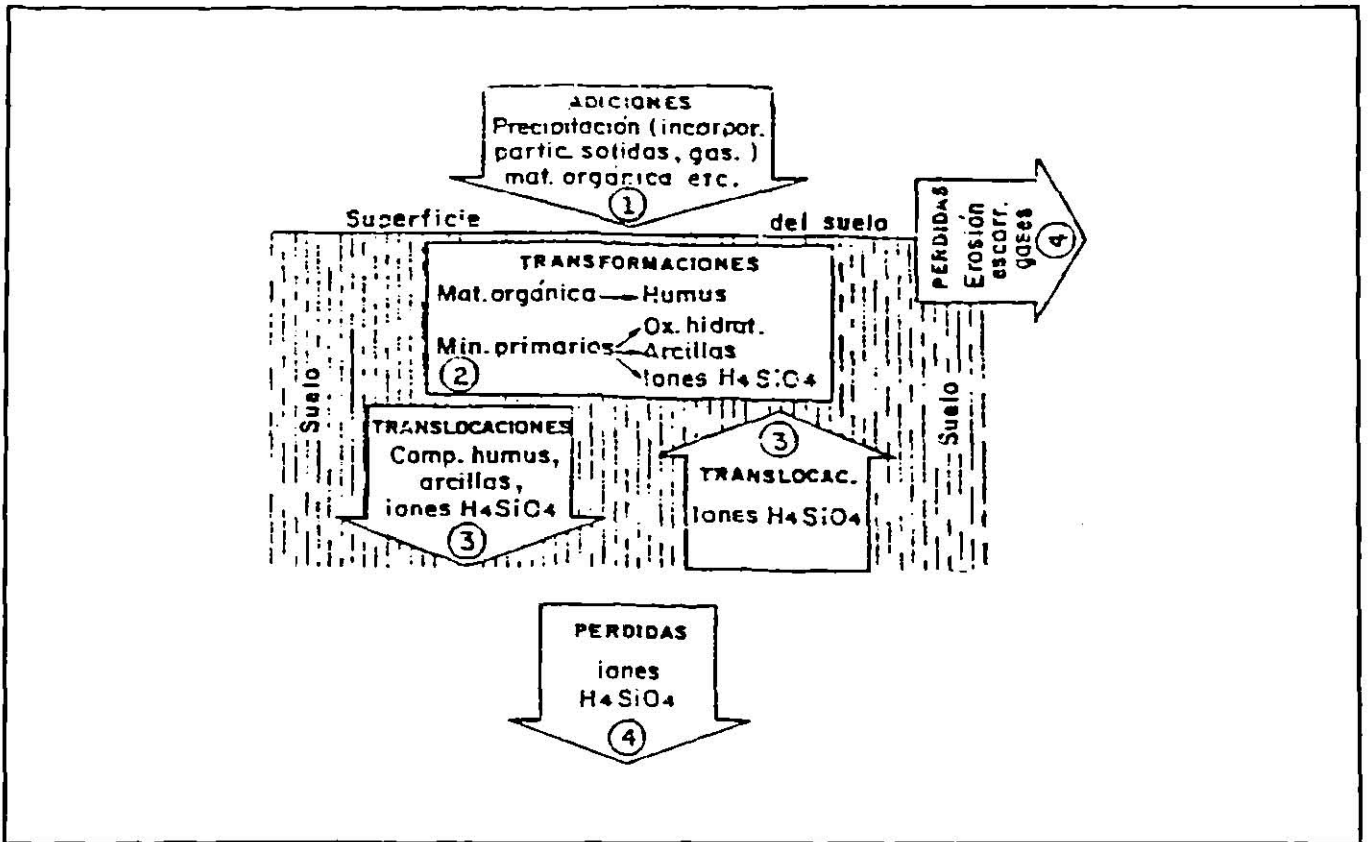 ADICIONES
Precipitación (incorpor.
partic. solidas, gas.)
mat. orgánica etc.
1
Superficie del suelo
PERDIDAS
Erosión
escorr.
gases
4
TRANSFORMACIONES
Mat. orgánica Humus
Ox. hidrat.
Min. primarios Arcillas
Iones H4SiO4
2
Suelo
Suelo
TRANSLOCACIONES
Comp. humus,
arcillas,
iones H4SiO4
3
3
TRANSLOCAC.
Iones H4SiO4
PERDIDAS
iones
H4SiO4
4